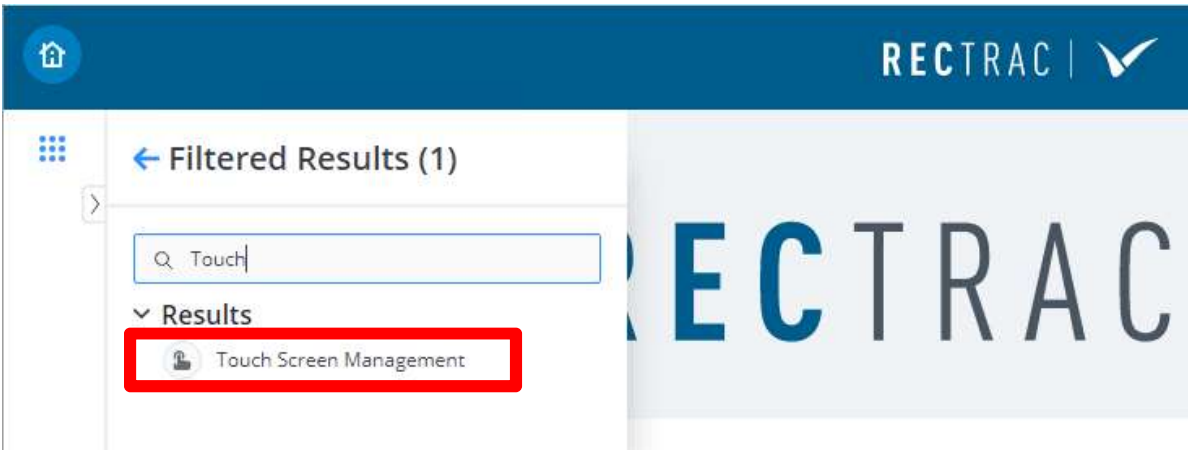 RECTRAC
Filtered Results (1)
Touch
Results
Touch Screen Management
RECTRAC